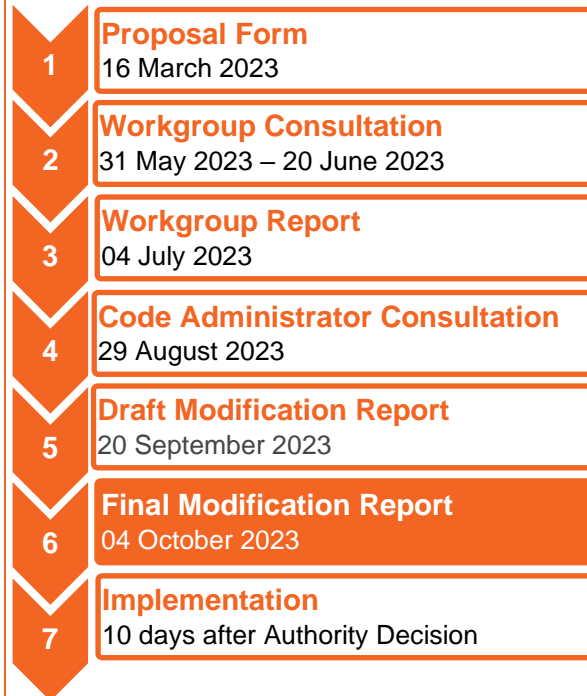 1
Proposal Form
16 March 2023
2
Workgroup Consultation
31 May 2023 – 20 June 2023
3
Workgroup Report
04 July 2023
4
Code Administrator Consultation
29 August 2023
5
Draft Modification Report
20 September 2023
6
Final Modification Report
04 October 2023
7
Implementation
10 days after Authority Decision